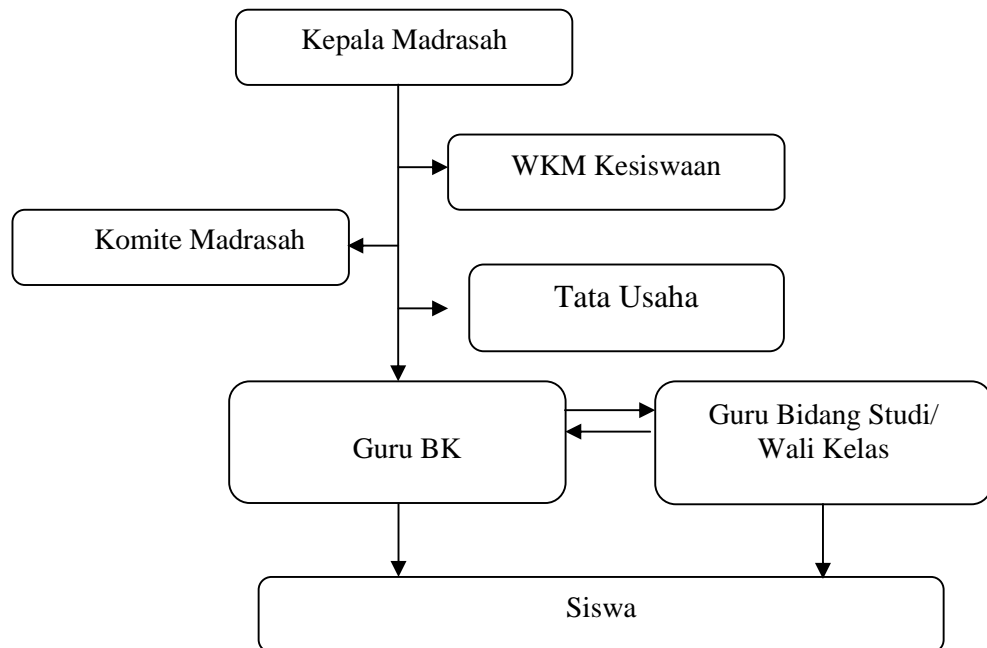 Kepala Madrasah
WKM Kesiswaan
Komite Madrasah
Tata Usaha
Guru BK
Guru Bidang Studi/
Wali Kelas
Siswa